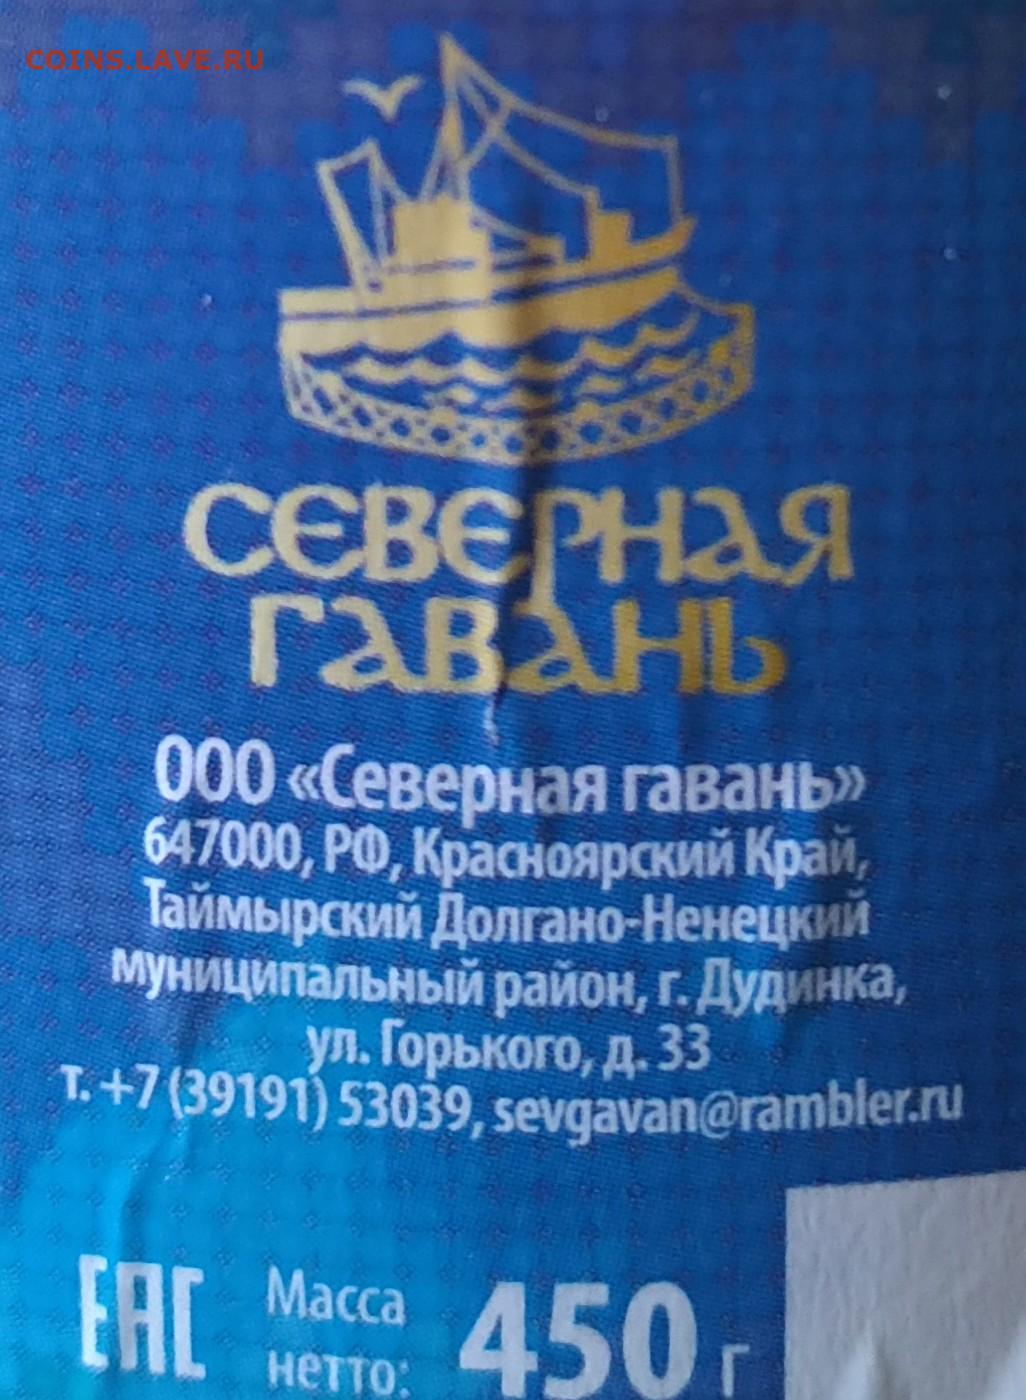 COINS.LAVE.RU
СЕВЕРНАЯ
ГАВАНЬ
ООО «Северная гавань»
647000, РФ, Красноярский Край,
Таймырский Долгано-Ненецкий
муниципальный район, г. Дудинка,
ул. Горького, д. 33
т. +7 (39191) 53039, sevgavan@rambler.ru
ЕАС
Масса
нетто:
450 г